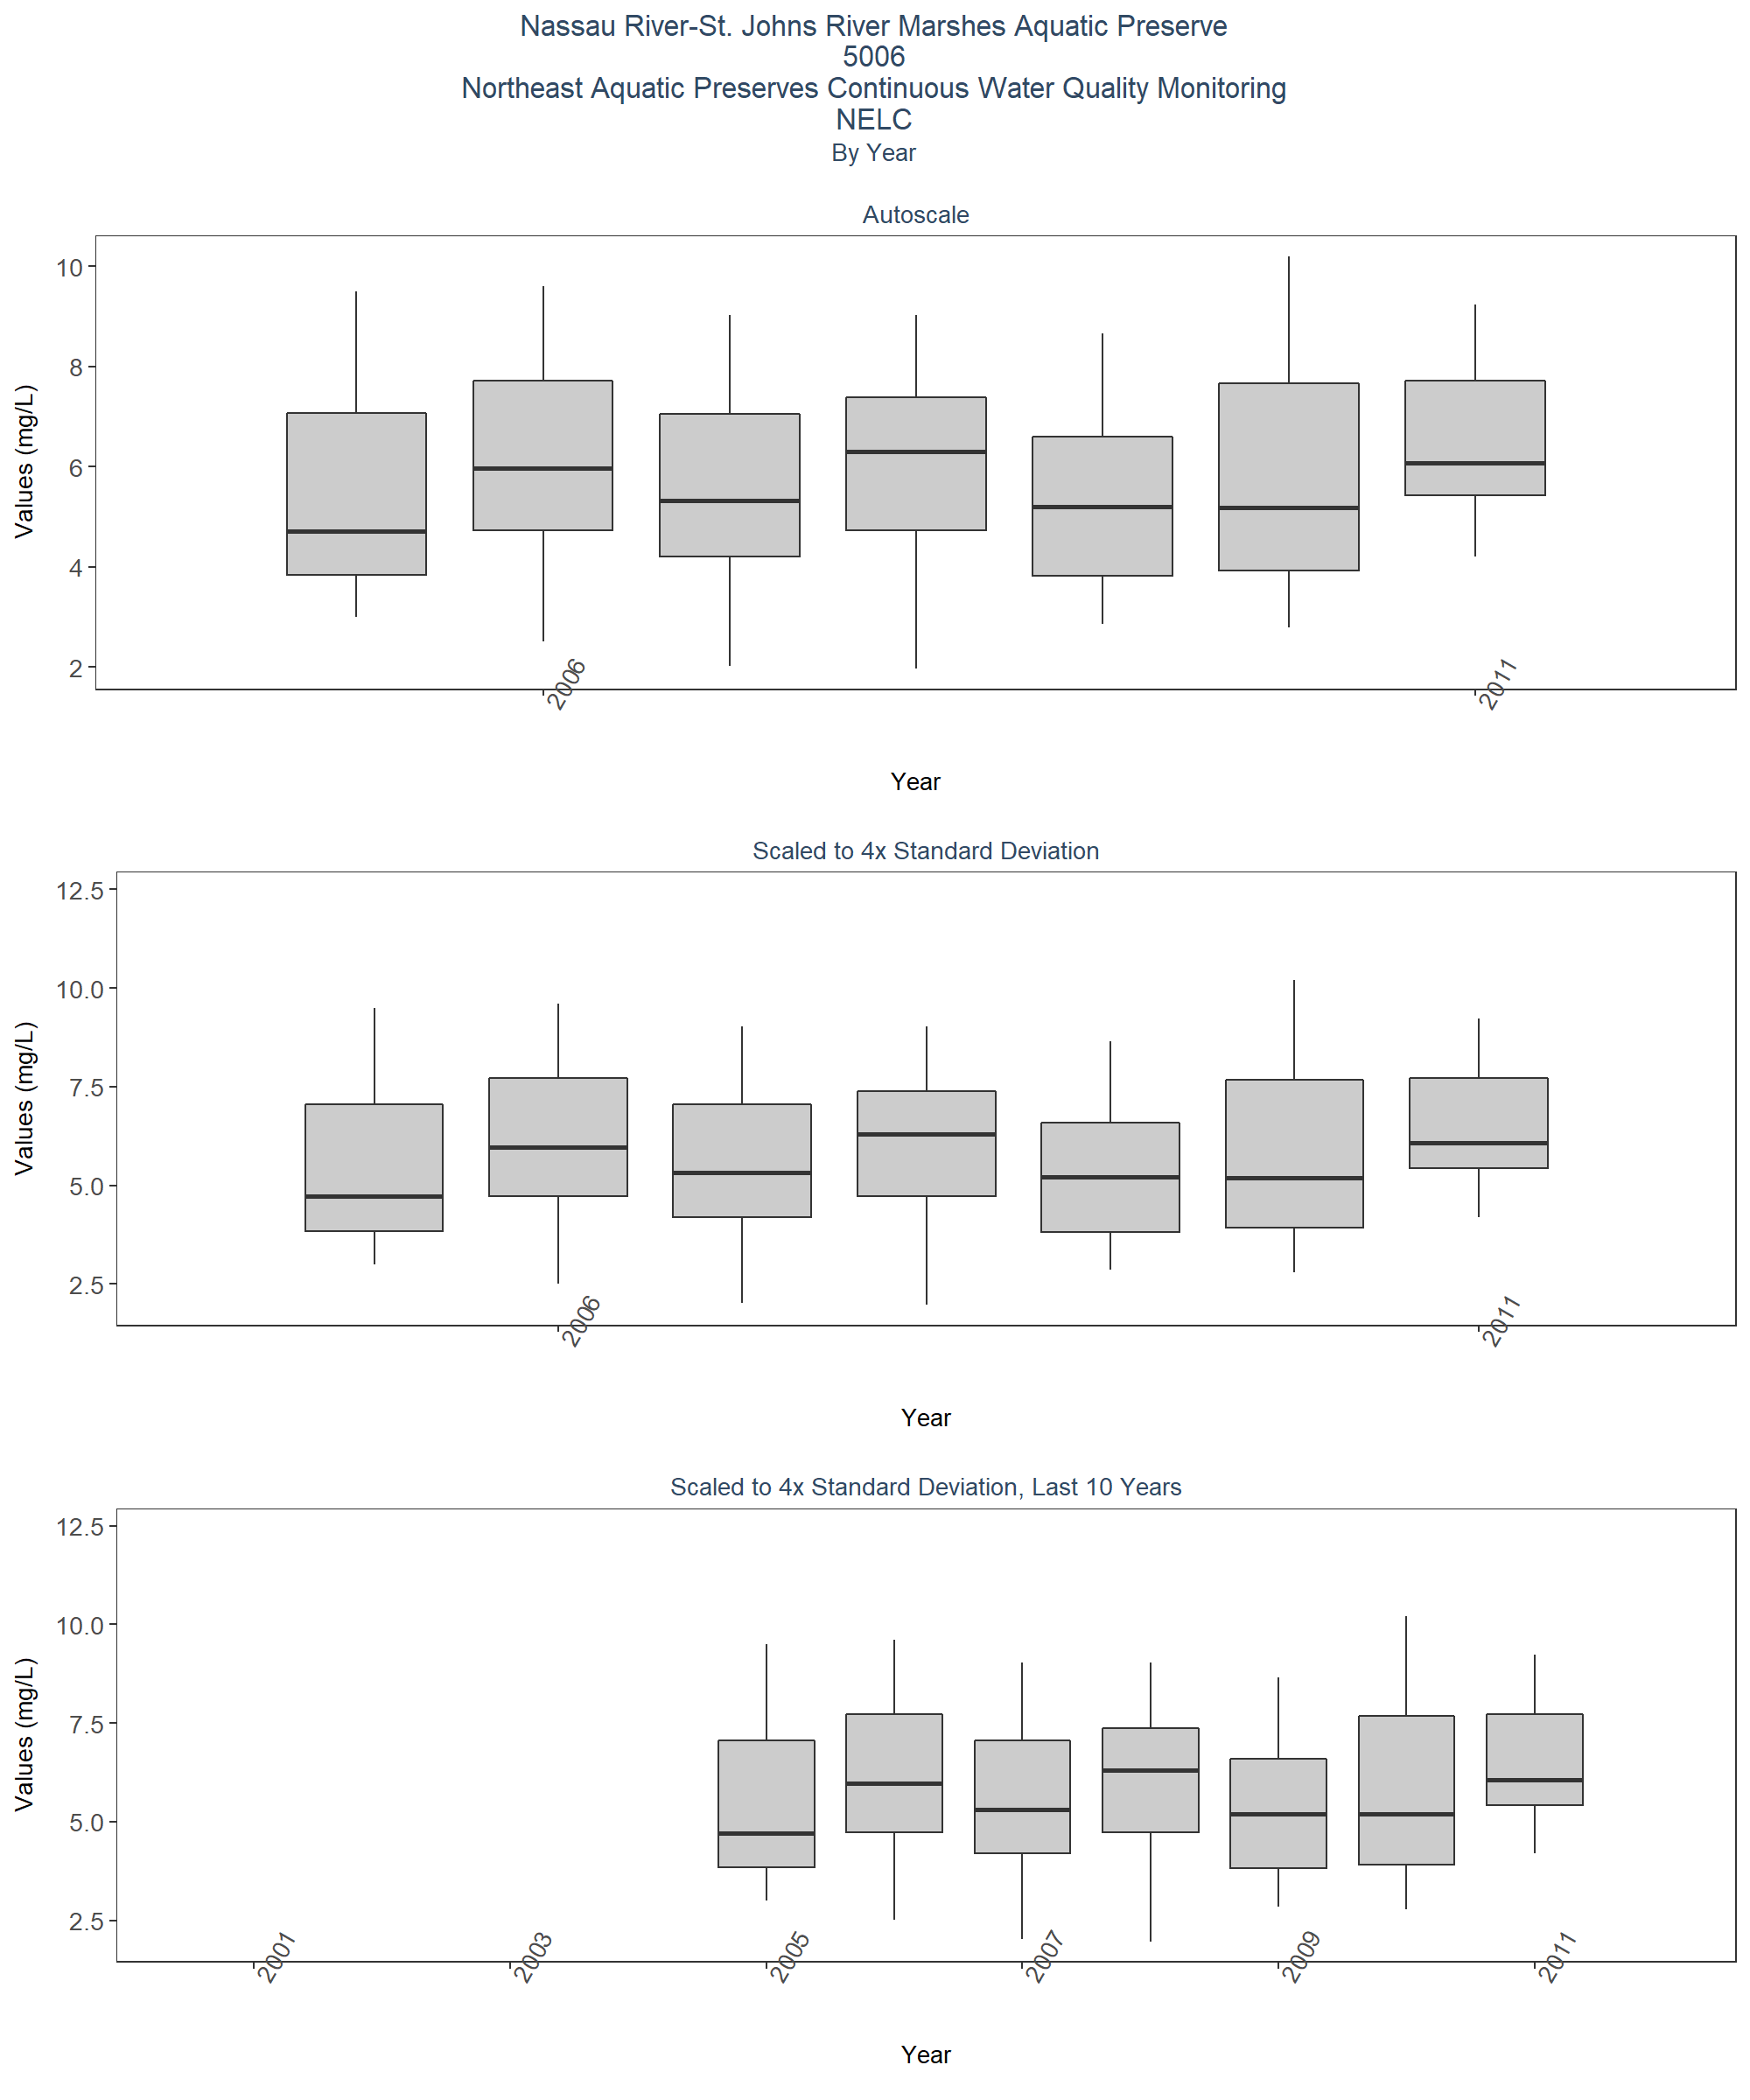 Nassau River-St. Johns River Marshes Aquatic Preserve
5006
Northeast Aquatic Preserves Continuous Water Quality Monitoring
NELC
By Year
Autoscale
Values (mg/L)
10
8
6
4
2
2006
2011
Year
Scaled to 4x Standard Deviation
Values (mg/L)
12.5
10.0
7.5
5.0
2.5
2006
2011
Year
Scaled to 4x Standard Deviation, Last 10 Years
Values (mg/L)
12.5
10.0
7.5
5.0
2.5
2001
2003
2005
2007
2009
2011
Year